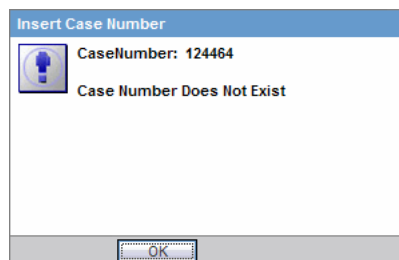 Insert Case Number
CaseNumber: 124464
Case Number Does Not Exist
OK